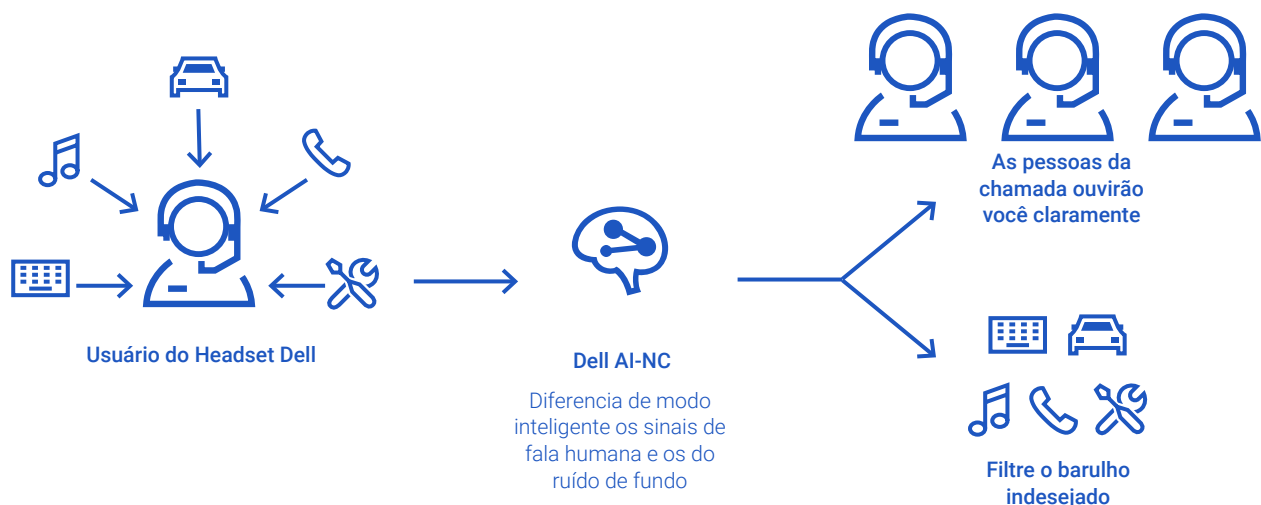 Usuário do Headset Dell
Dell AI-NC
Diferencia de modo
inteligente os sinais de
fala humana e os do
ruído de fundo
As pessoas da
chamada ouvirão
você claramente
Filtre o barulho
indesejado